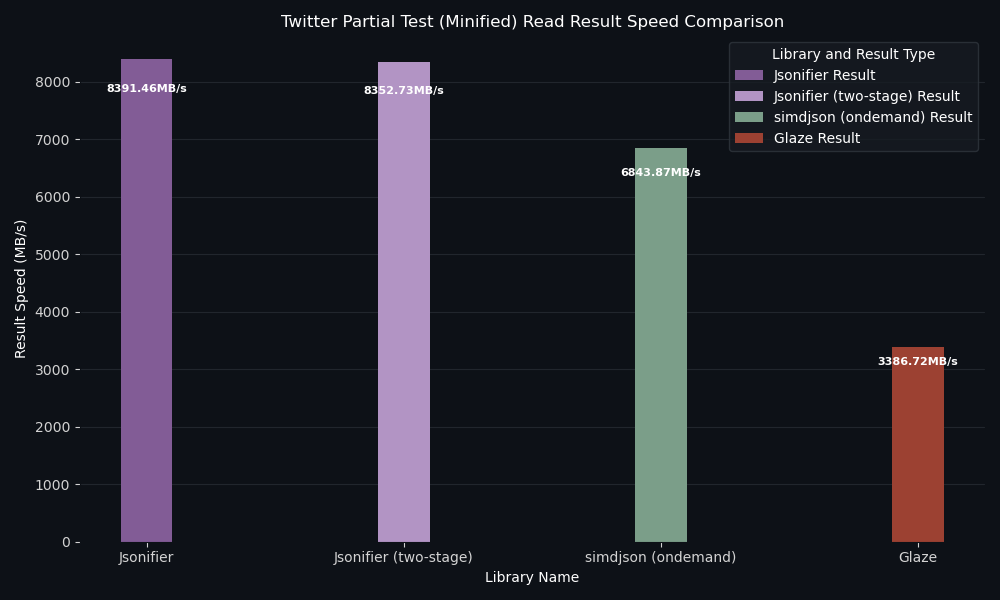 Twitter Partial Test (Minified) Read Result Speed Comparison
Library and Result Type
Jsonifier Result
Jsonifier (two-stage) Result
simdjson (ondemand) Result
Glaze Result
Result Speed (MB/s)
8000
7000
6000
5000
4000
3000
2000
1000
0
8391.46MB/s
8352.73MB/s
6843.87MB/s
3386.72MB/s
Jsonifier
Jsonifier (two-stage)
simdjson (ondemand)
Glaze
Library Name